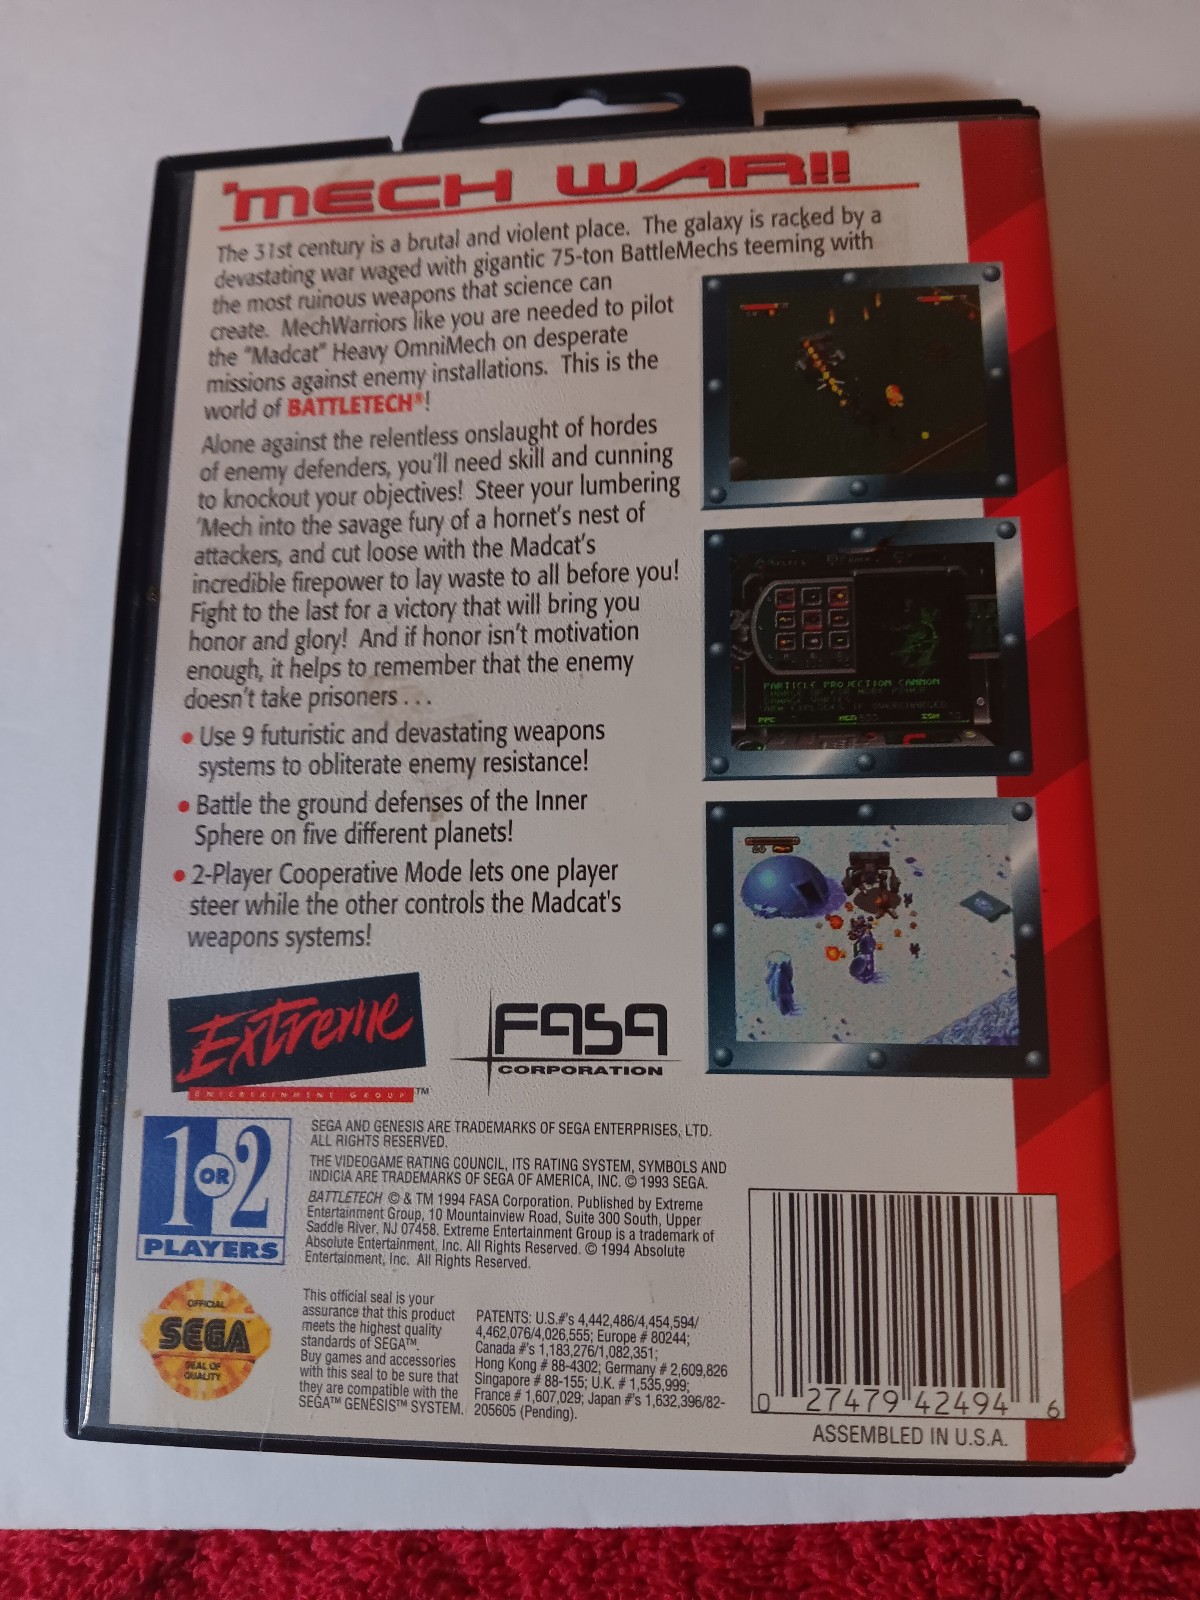 'MECH WAR!!
The 31st century is a brutal and violent place. The galaxy is racked by a
devastating war waged with gigantic 75-ton BattleMechs teeming with
the most ruinous weapons that science can
create. MechWarriors like you are needed to pilot
the "Madcat" Heavy OmniMech on desperate
missions against enemy installations. This is the
world of BATTLETECH®!
Alone against the relentless onslaught of hordes
of enemy defenders, you'll need skill and cunning
to knockout your objectives! Steer your lumbering
'Mech into the savage fury of a hornet's nest of
attackers, and cut loose with the Madcat's
incredible firepower to lay waste to all before you!
Fight to the last for a victory that will bring you
honor and glory! And if honor isn't motivation
enough, it helps to remember that the enemy
doesn't take prisoners . . .
• Use 9 futuristic and devastating weapons
systems to obliterate enemy resistance!
• Battle the ground defenses of the Inner
Sphere on five different planets!
• 2-Player Cooperative Mode lets one player
steer while the other controls the Madcat's
weapons systems!
PARTICLE PROJECTION CANNON
PPC
Extreme
ENTERTAINMENT GROUP™
FASA
CORPORATION
1 OR 2
PLAYERS
SEGA AND GENESIS ARE TRADEMARKS OF SEGA ENTERPRISES, LTD.
ALL RIGHTS RESERVED.
THE VIDEOGAME RATING COUNCIL, ITS RATING SYSTEM, SYMBOLS AND
INDICIA ARE TRADEMARKS OF SEGA OF AMERICA, INC. © 1993 SEGA.
BATTLETECH © & TM 1994 FASA Corporation. Published by Extreme
Entertainment Group, 10 Mountainview Road, Suite 300 South, Upper
Saddle River, NJ 07458. Extreme Entertainment Group is a trademark of
Absolute Entertainment, Inc. All Rights Reserved. © 1994 Absolute
Entertainment, Inc. All Rights Reserved.
OFFICIAL
SEGA
SEAL OF
QUALITY
This official seal is your
assurance that this product
meets the highest quality
standards of SEGA™.
Buy games and accessories
with this seal to be sure that
they are compatible with the
SEGA™ GENESIS™ SYSTEM.
PATENTS: U.S.#'s 4,442,486/4,454,594/
4,462,076/4,026,555; Europe # 80244;
Canada #'s 1,183,276/1,082,351;
Hong Kong # 88-4302; Germany # 2,609,826
Singapore # 88-155; U.K. # 1,535,999;
France # 1,607,029; Japan #'s 1,632,396/82-
205605 (Pending).
0 27479 42494 6
ASSEMBLED IN U.S.A.